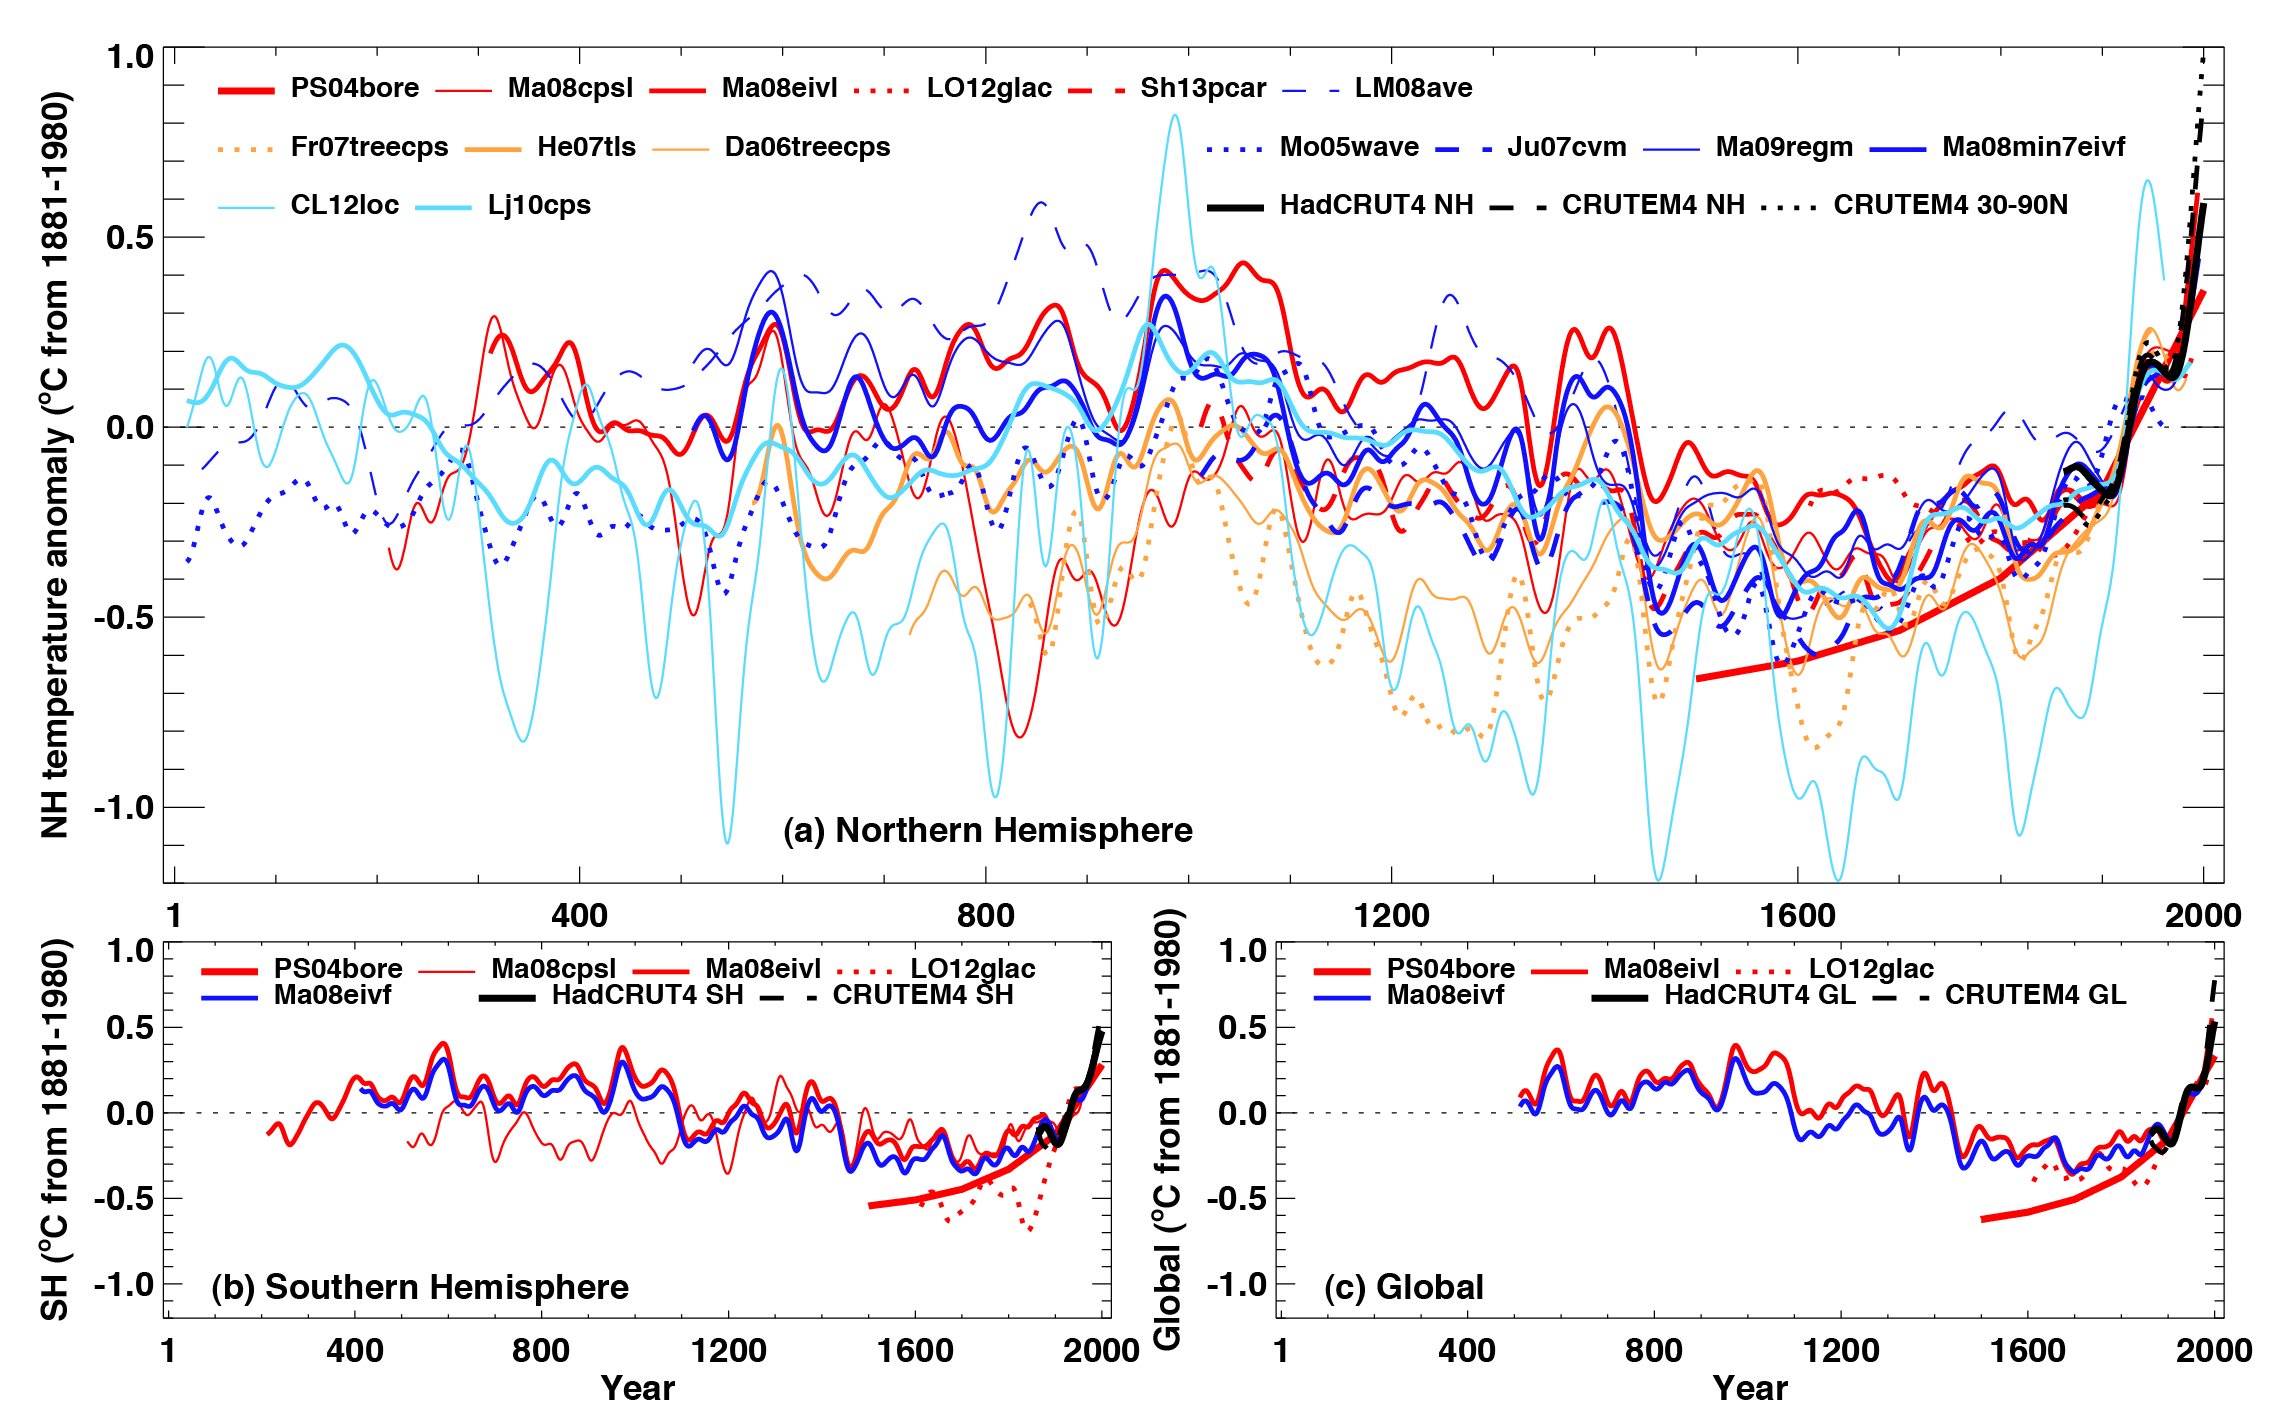 NH temperature anomaly (°C from 1881-1980)
1.0
0.5
0.0
-0.5
-1.0
PS04bore Ma08cpsl Ma08eivl LO12glac Sh13pcar LM08ave
Fr07treecps He07tls Da06treecps Mo05wave Ju07cvm Ma09regm Ma08min7eivf
CL12loc Lj10cps HadCRUT4 NH CRUTEM4 NH CRUTEM4 30-90N
(a) Northern Hemisphere
1 400 800 1200 1600 2000
SH (°C from 1881-1980)
1.0
0.5
0.0
-0.5
-1.0
PS04bore Ma08cpsl Ma08eivl LO12glac
Ma08eivf HadCRUT4 SH CRUTEM4 SH
(b) Southern Hemisphere
1 400 800 1200 1600 2000
Year
Global (°C from 1881-1980)
1.0
0.5
0.0
-0.5
-1.0
PS04bore Ma08eivl LO12glac
Ma08eivf HadCRUT4 GL CRUTEM4 GL
(c) Global
1 400 800 1200 1600 2000
Year